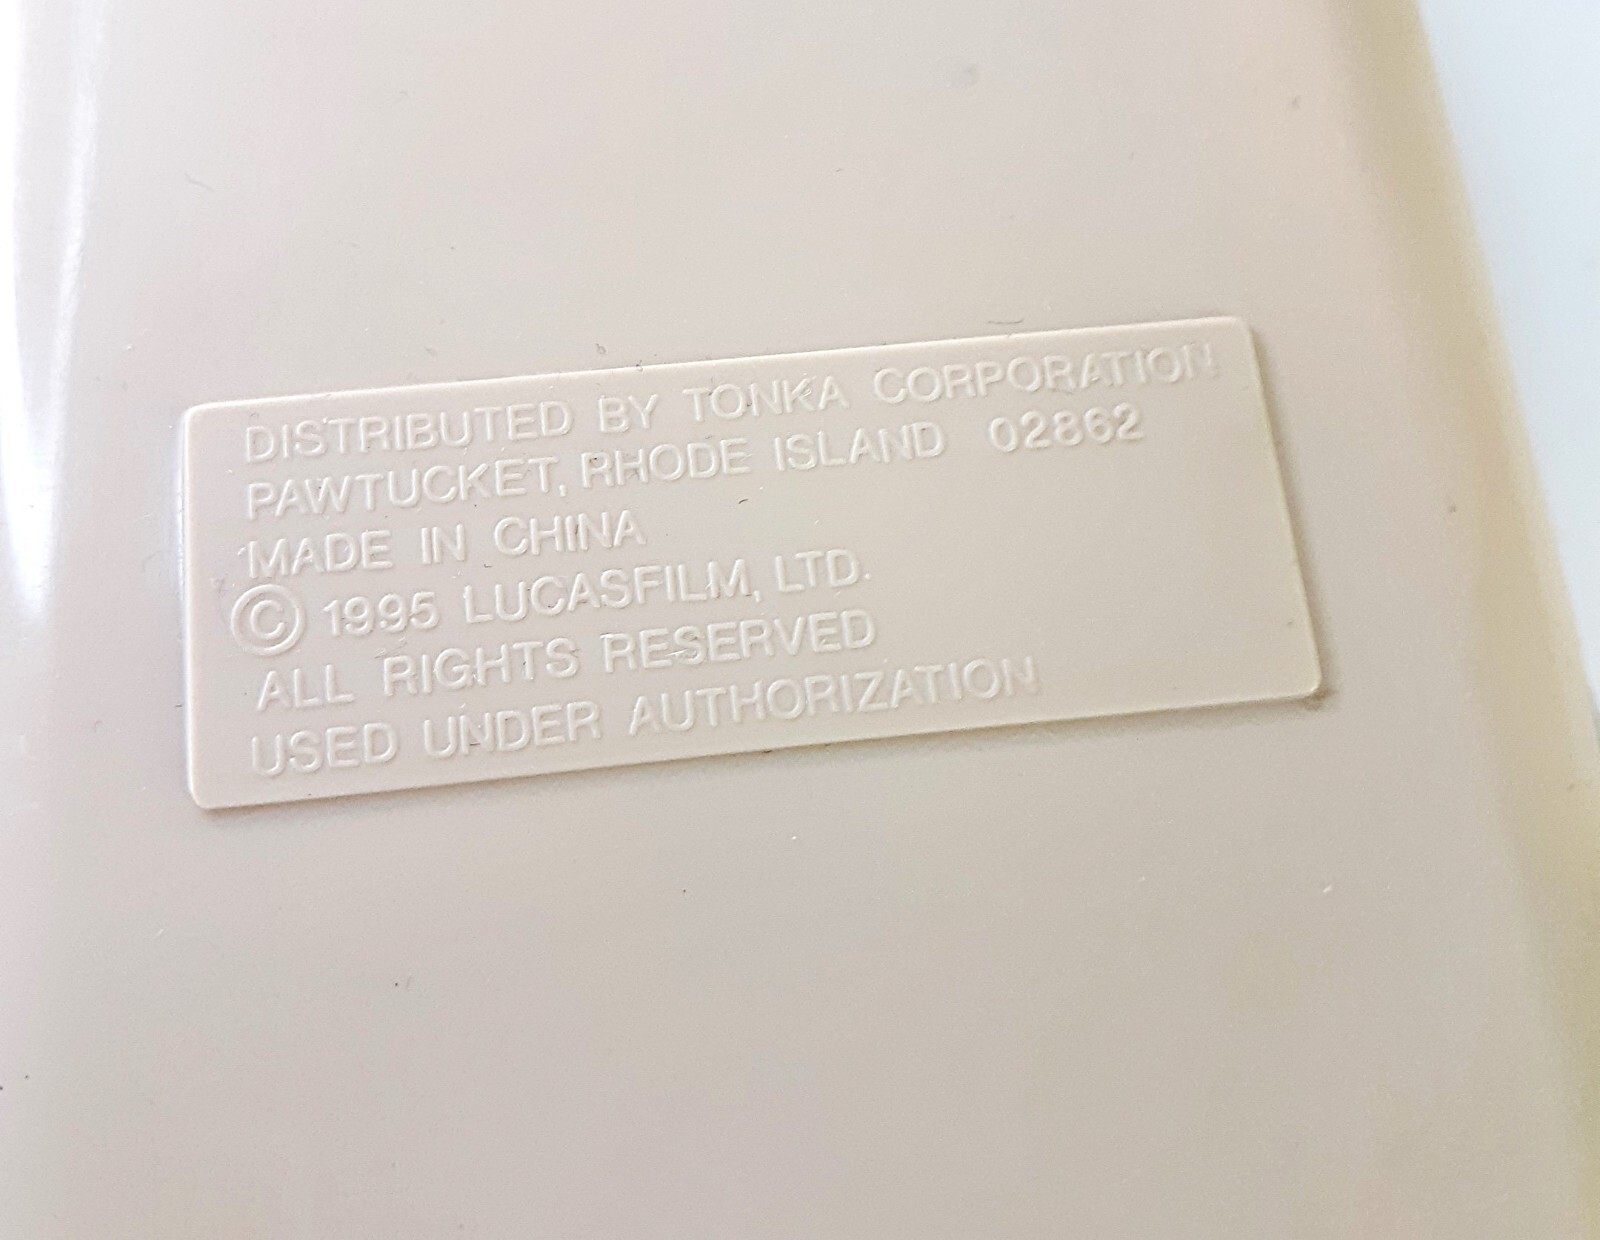 DISTRIBUTED BY TONKA CORPORATION
PAWTUCKET, RHODE ISLAND 02862
MADE IN CHINA
© 1995 LUCASFILM, LTD.
ALL RIGHTS RESERVED
USED UNDER AUTHORIZATION